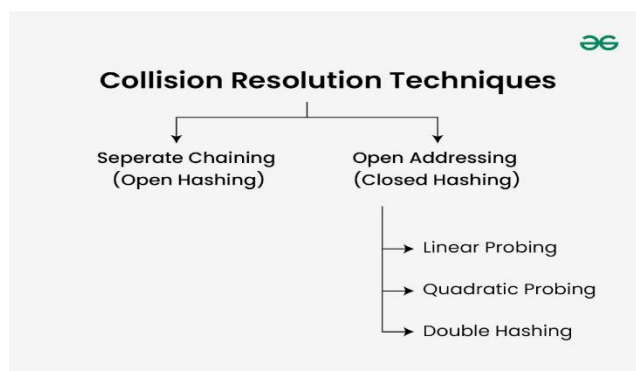 Collision Resolution Techniques
Seperate Chaining
(Open Hashing)
Open Addressing
(Closed Hashing)
Linear Probing
Quadratic Probing
Double Hashing